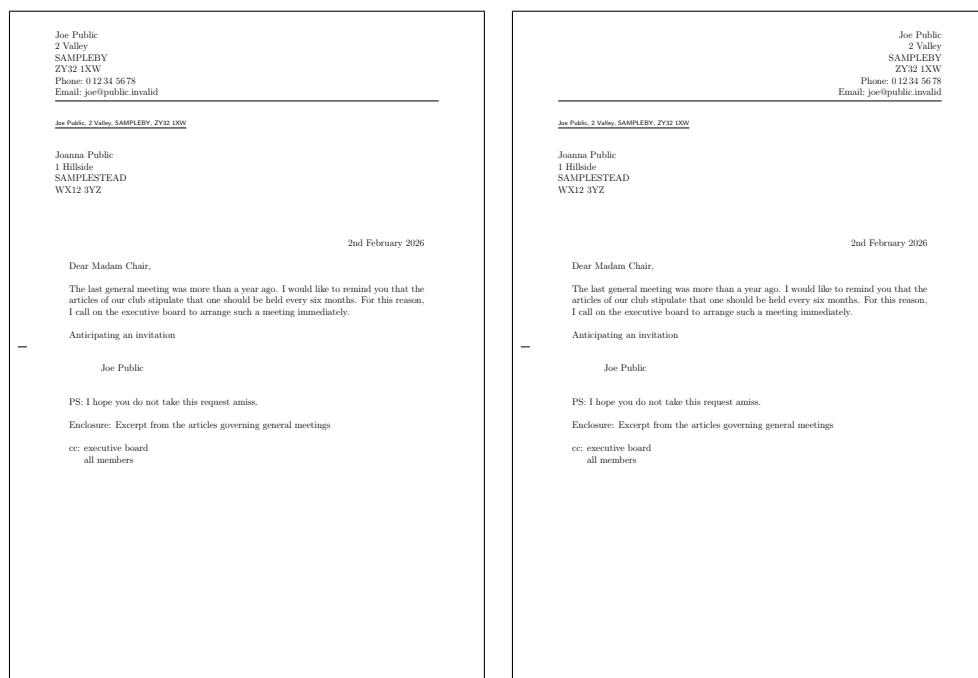 Joe Public
2 Valley
SAMPLEBY
ZY32 1XW
Phone: 0 12 34 56 78
Email: joe@public.invalid
Joe Public, 2 Valley, SAMPLEBY, ZY32 1XW
Joanna Public
1 Hillside
SAMPLESTEAD
WX12 3YZ
2nd February 2026
Dear Madam Chair,
The last general meeting was more than a year ago. I would like to remind you that the
articles of our club stipulate that one should be held every six months. For this reason,
I call on the executive board to arrange such a meeting immediately.
Anticipating an invitation
Joe Public
PS: I hope you do not take this request amiss.
Enclosure: Excerpt from the articles governing general meetings
cc: executive board
all members
Joe Public
2 Valley
SAMPLEBY
ZY32 1XW
Phone: 0 12 34 56 78
Email: joe@public.invalid
Joe Public, 2 Valley, SAMPLEBY, ZY32 1XW
Joanna Public
1 Hillside
SAMPLESTEAD
WX12 3YZ
2nd February 2026
Dear Madam Chair,
The last general meeting was more than a year ago. I would like to remind you that the
articles of our club stipulate that one should be held every six months. For this reason,
I call on the executive board to arrange such a meeting immediately.
Anticipating an invitation
Joe Public
PS: I hope you do not take this request amiss.
Enclosure: Excerpt from the articles governing general meetings
cc: executive board
all members